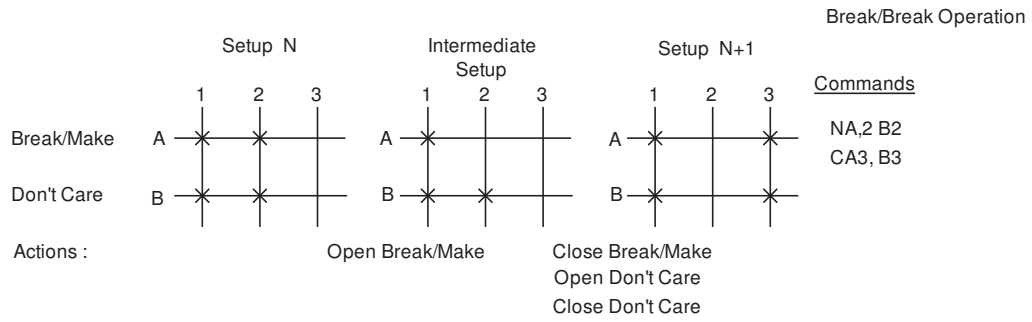 Break/Break Operation
Setup N
Intermediate
Setup
Setup N+1
Commands
1 2 3
1 2 3
1 2 3
Break/Make A
A
A
NA,2 B2
CA3, B3
Don't Care B
B
B
Actions :
Open Break/Make
Close Break/Make
Open Don't Care
Close Don't Care